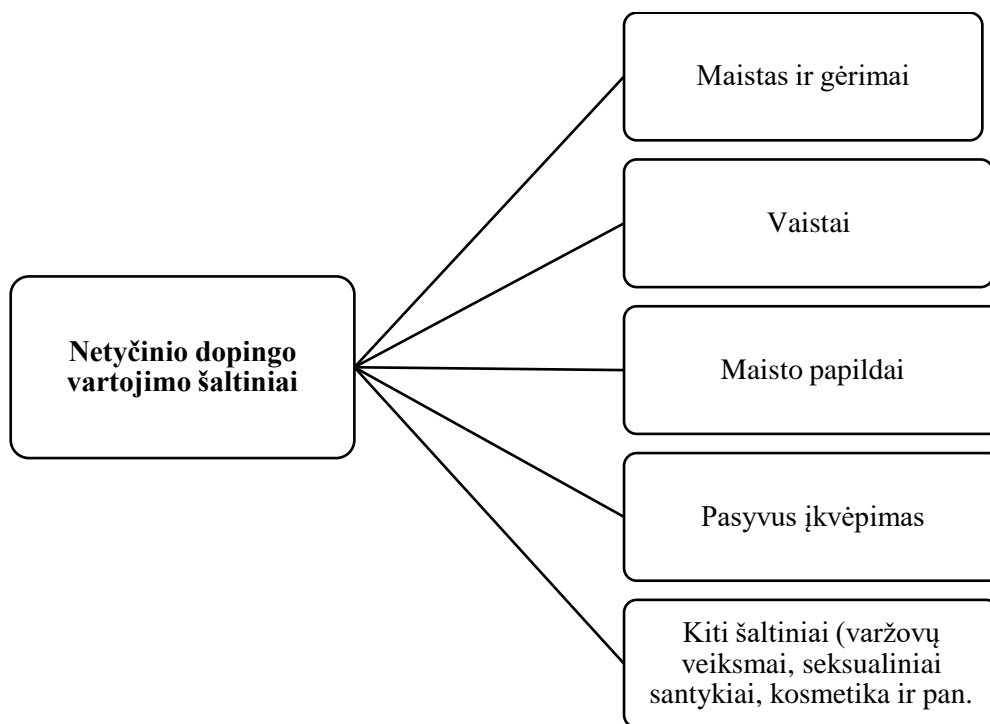 Maistas ir gėrimai
Vaistai
Netyčinio dopingo
vartojimo šaltiniai
Maisto papildai
Pasyvus įkvėpimas
Kiti šaltiniai (varžovų
veiksmai, seksualiniai
santykiai, kosmetika ir pan.